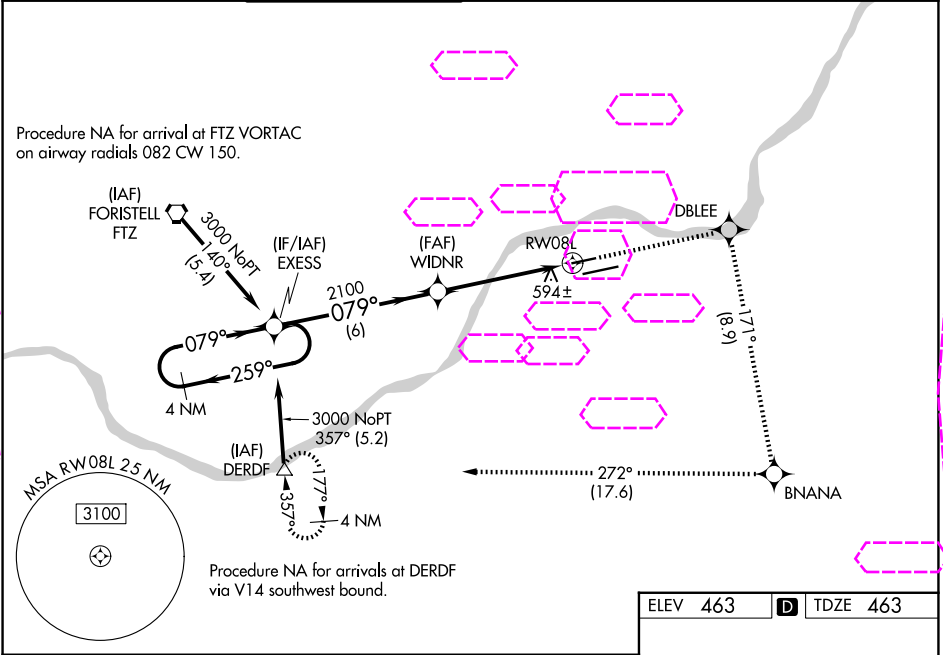 Procedure NA for arrival at FTZ VORTAC
on airway radials 082 CW 150.
(IAF)
FORISTELL
FTZ
3000 NoPT
140°
(5.4)
(IF/IAF)
EXESS
(FAF)
WIDNR
RW08L
DBLEE
594±
2100
079°
(6)
079°
259°
4 NM
171°
(8.9)
3000 NoPT
357° (5.2)
(IAF)
DERDF
177°
357°
4 NM
272°
(17.6)
BNANA
MSA RW08L 25 NM
3100
Procedure NA for arrivals at DERDF
via V14 southwest bound.
ELEV 463 D TDZE 463